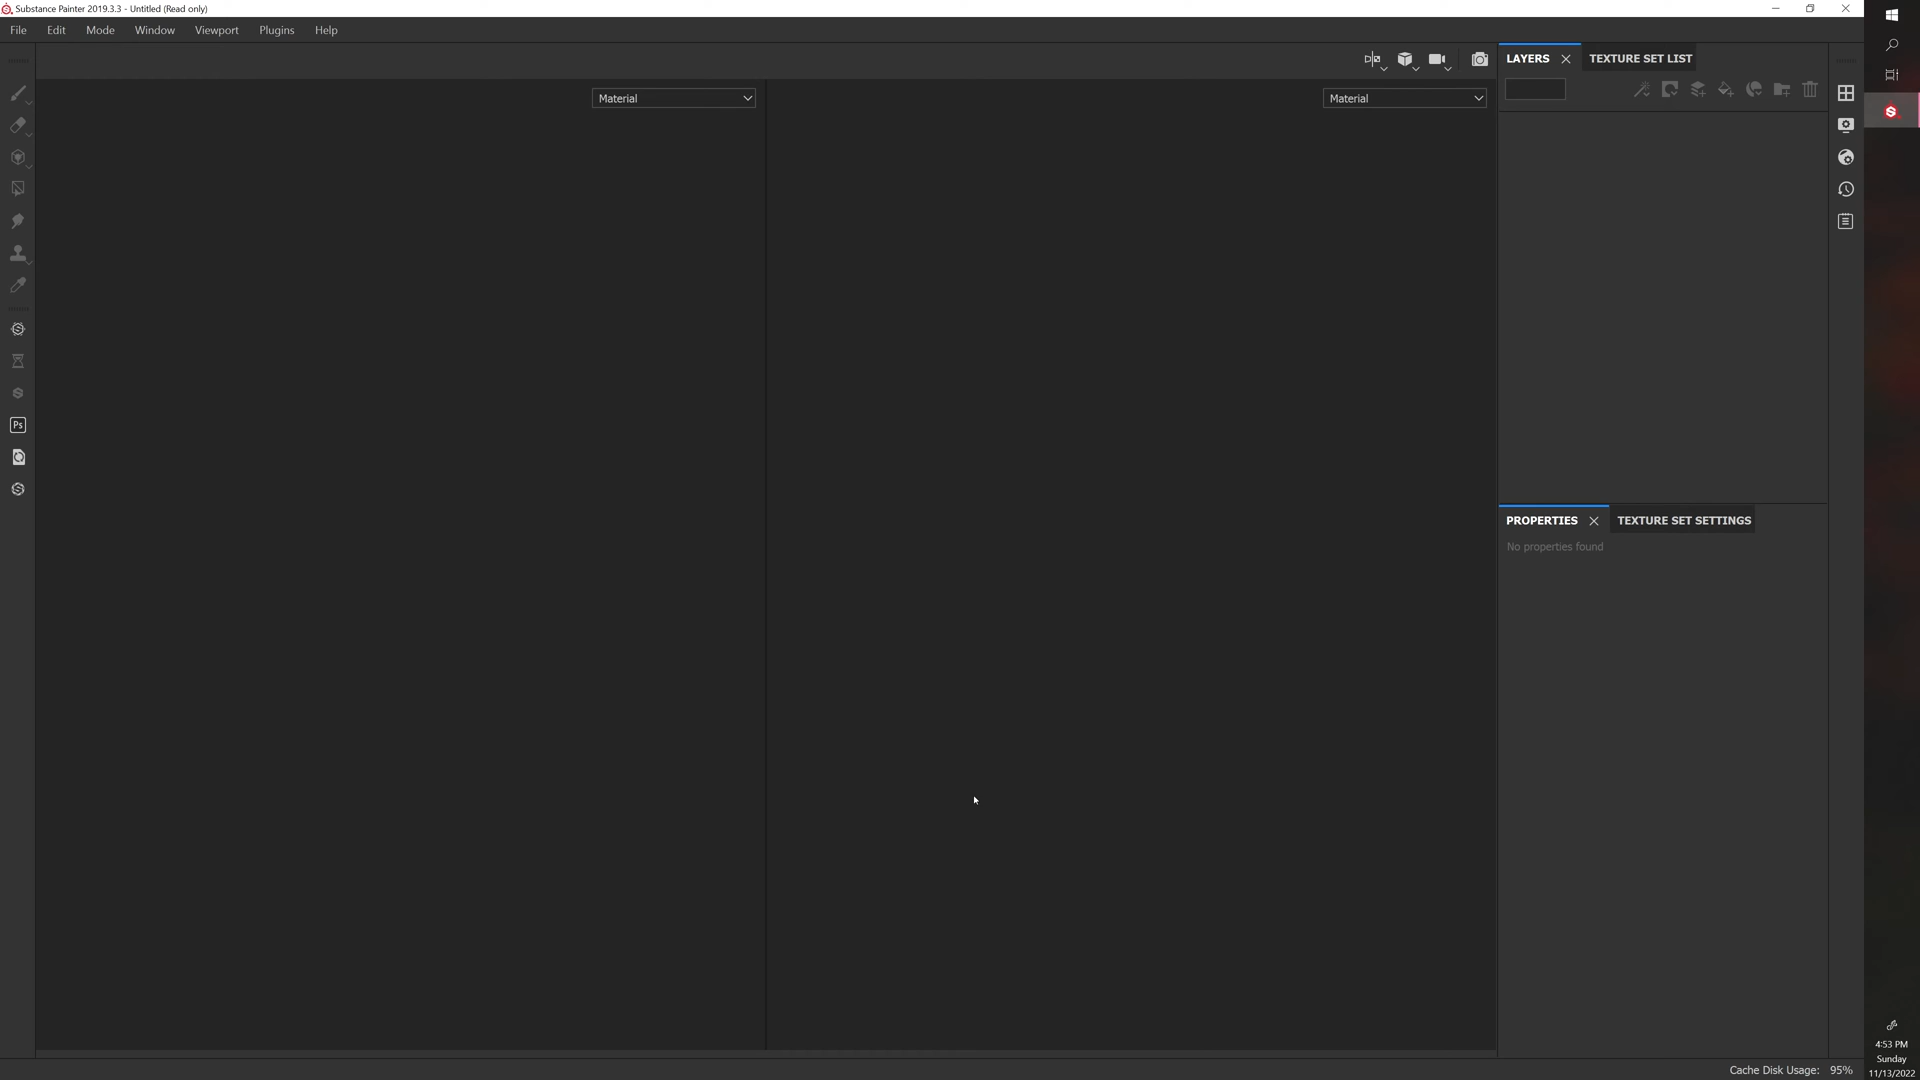 Substance Painter 2019.3.3 - Untitled (Read only)
File Edit Mode Window Viewport Plugins Help
Material
Material
LAYERS TEXTURE SET LIST
Ps
PROPERTIES TEXTURE SET SETTINGS
No properties found
4:53 PM
Sunday
11/13/2022
Cache Disk Usage: 95%